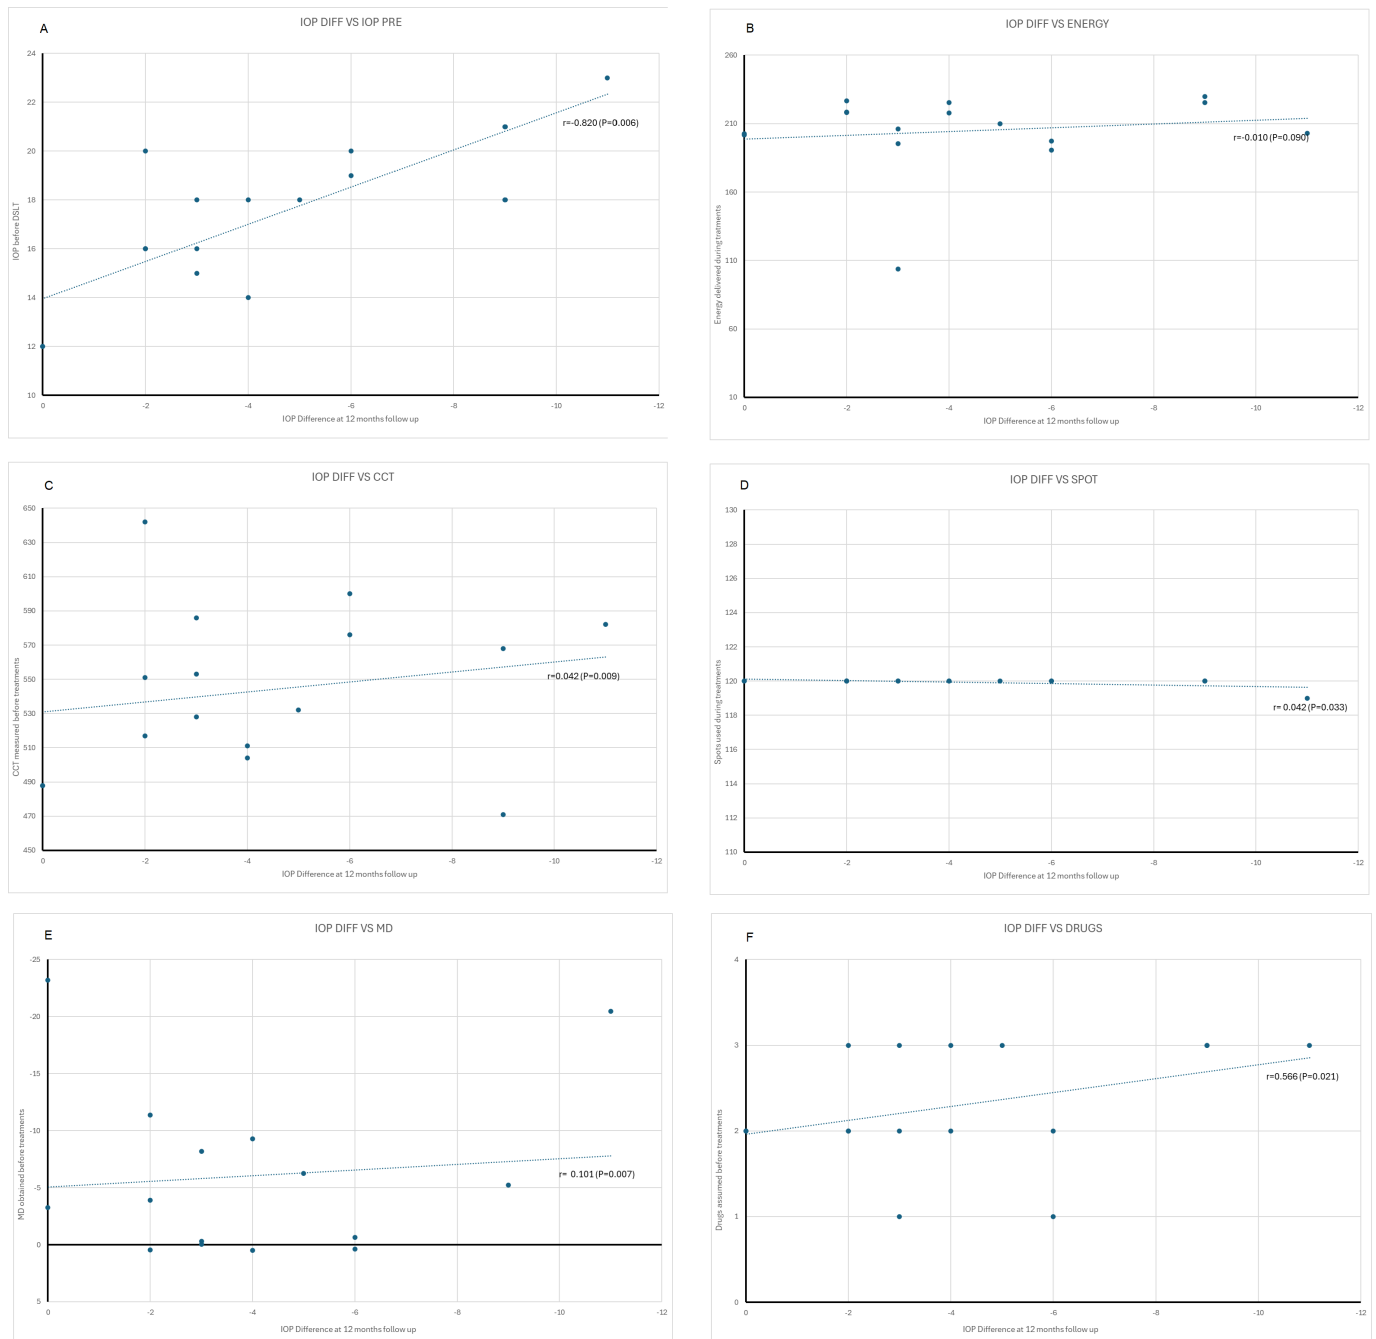 A
IOP DIFF VS IOP PRE
24
22
20
18
16
14
12
10
IOP before DSLT
r=-0.820 (P=0.006)
0 -2 -4 -6 -8 -10 -12
IOP Difference at 12 months follow up
B
IOP DIFF VS ENERGY
260
210
160
110
60
10
Energy delivered during tratments
r=-0.010 (P=0.090)
0 -2 -4 -6 -8 -10 -12
IOP Difference at 12 months follow up
C
IOP DIFF VS CCT
650
630
610
590
570
550
530
510
490
470
450
CCT measured before treatments
r=0.042 (P=0.009)
0 -2 -4 -6 -8 -10 -12
IOP Difference at 12 months follow up
D
IOP DIFF VS SPOT
130
128
126
124
122
120
118
116
114
112
110
Spots used during treatments
r= 0.042 (P=0.033)
0 -2 -4 -6 -8 -10 -12
IOP Difference at 12 months follow up
E
IOP DIFF VS MD
-25
-20
-15
-10
-5
0
5
MD obtained before treatments
r= 0.101 (P=0.007)
0 -2 -4 -6 -8 -10 -12
IOP Difference at 12 months follow up
F
IOP DIFF VS DRUGS
4
3
2
1
0
Drugs assumed before treatments
r=0.566 (P=0.021)
0 -2 -4 -6 -8 -10 -12
IOP Difference at 12 months follow up